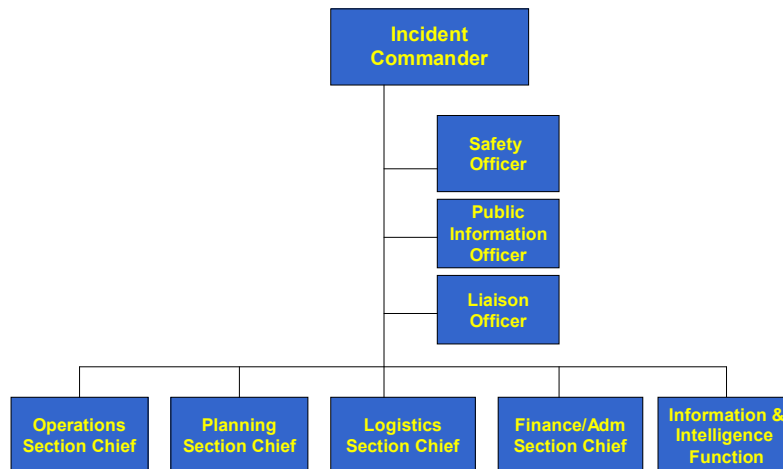 Incident
Commander
Safety
Officer
Public
Information
Officer
Liaison
Officer
Operations
Section Chief
Planning
Section Chief
Logistics
Section Chief
Finance/Adm
Section Chief
Information &
Intelligence
Function